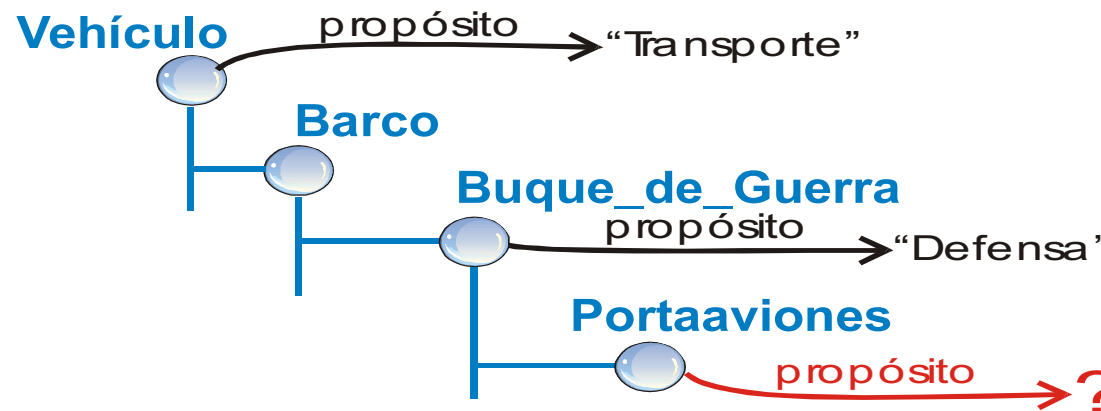 Vehículo
propósito
“Transporte”
Barco
Buque_de_Guerra
propósito
“Defensa’
Portaaviones
propósito
?